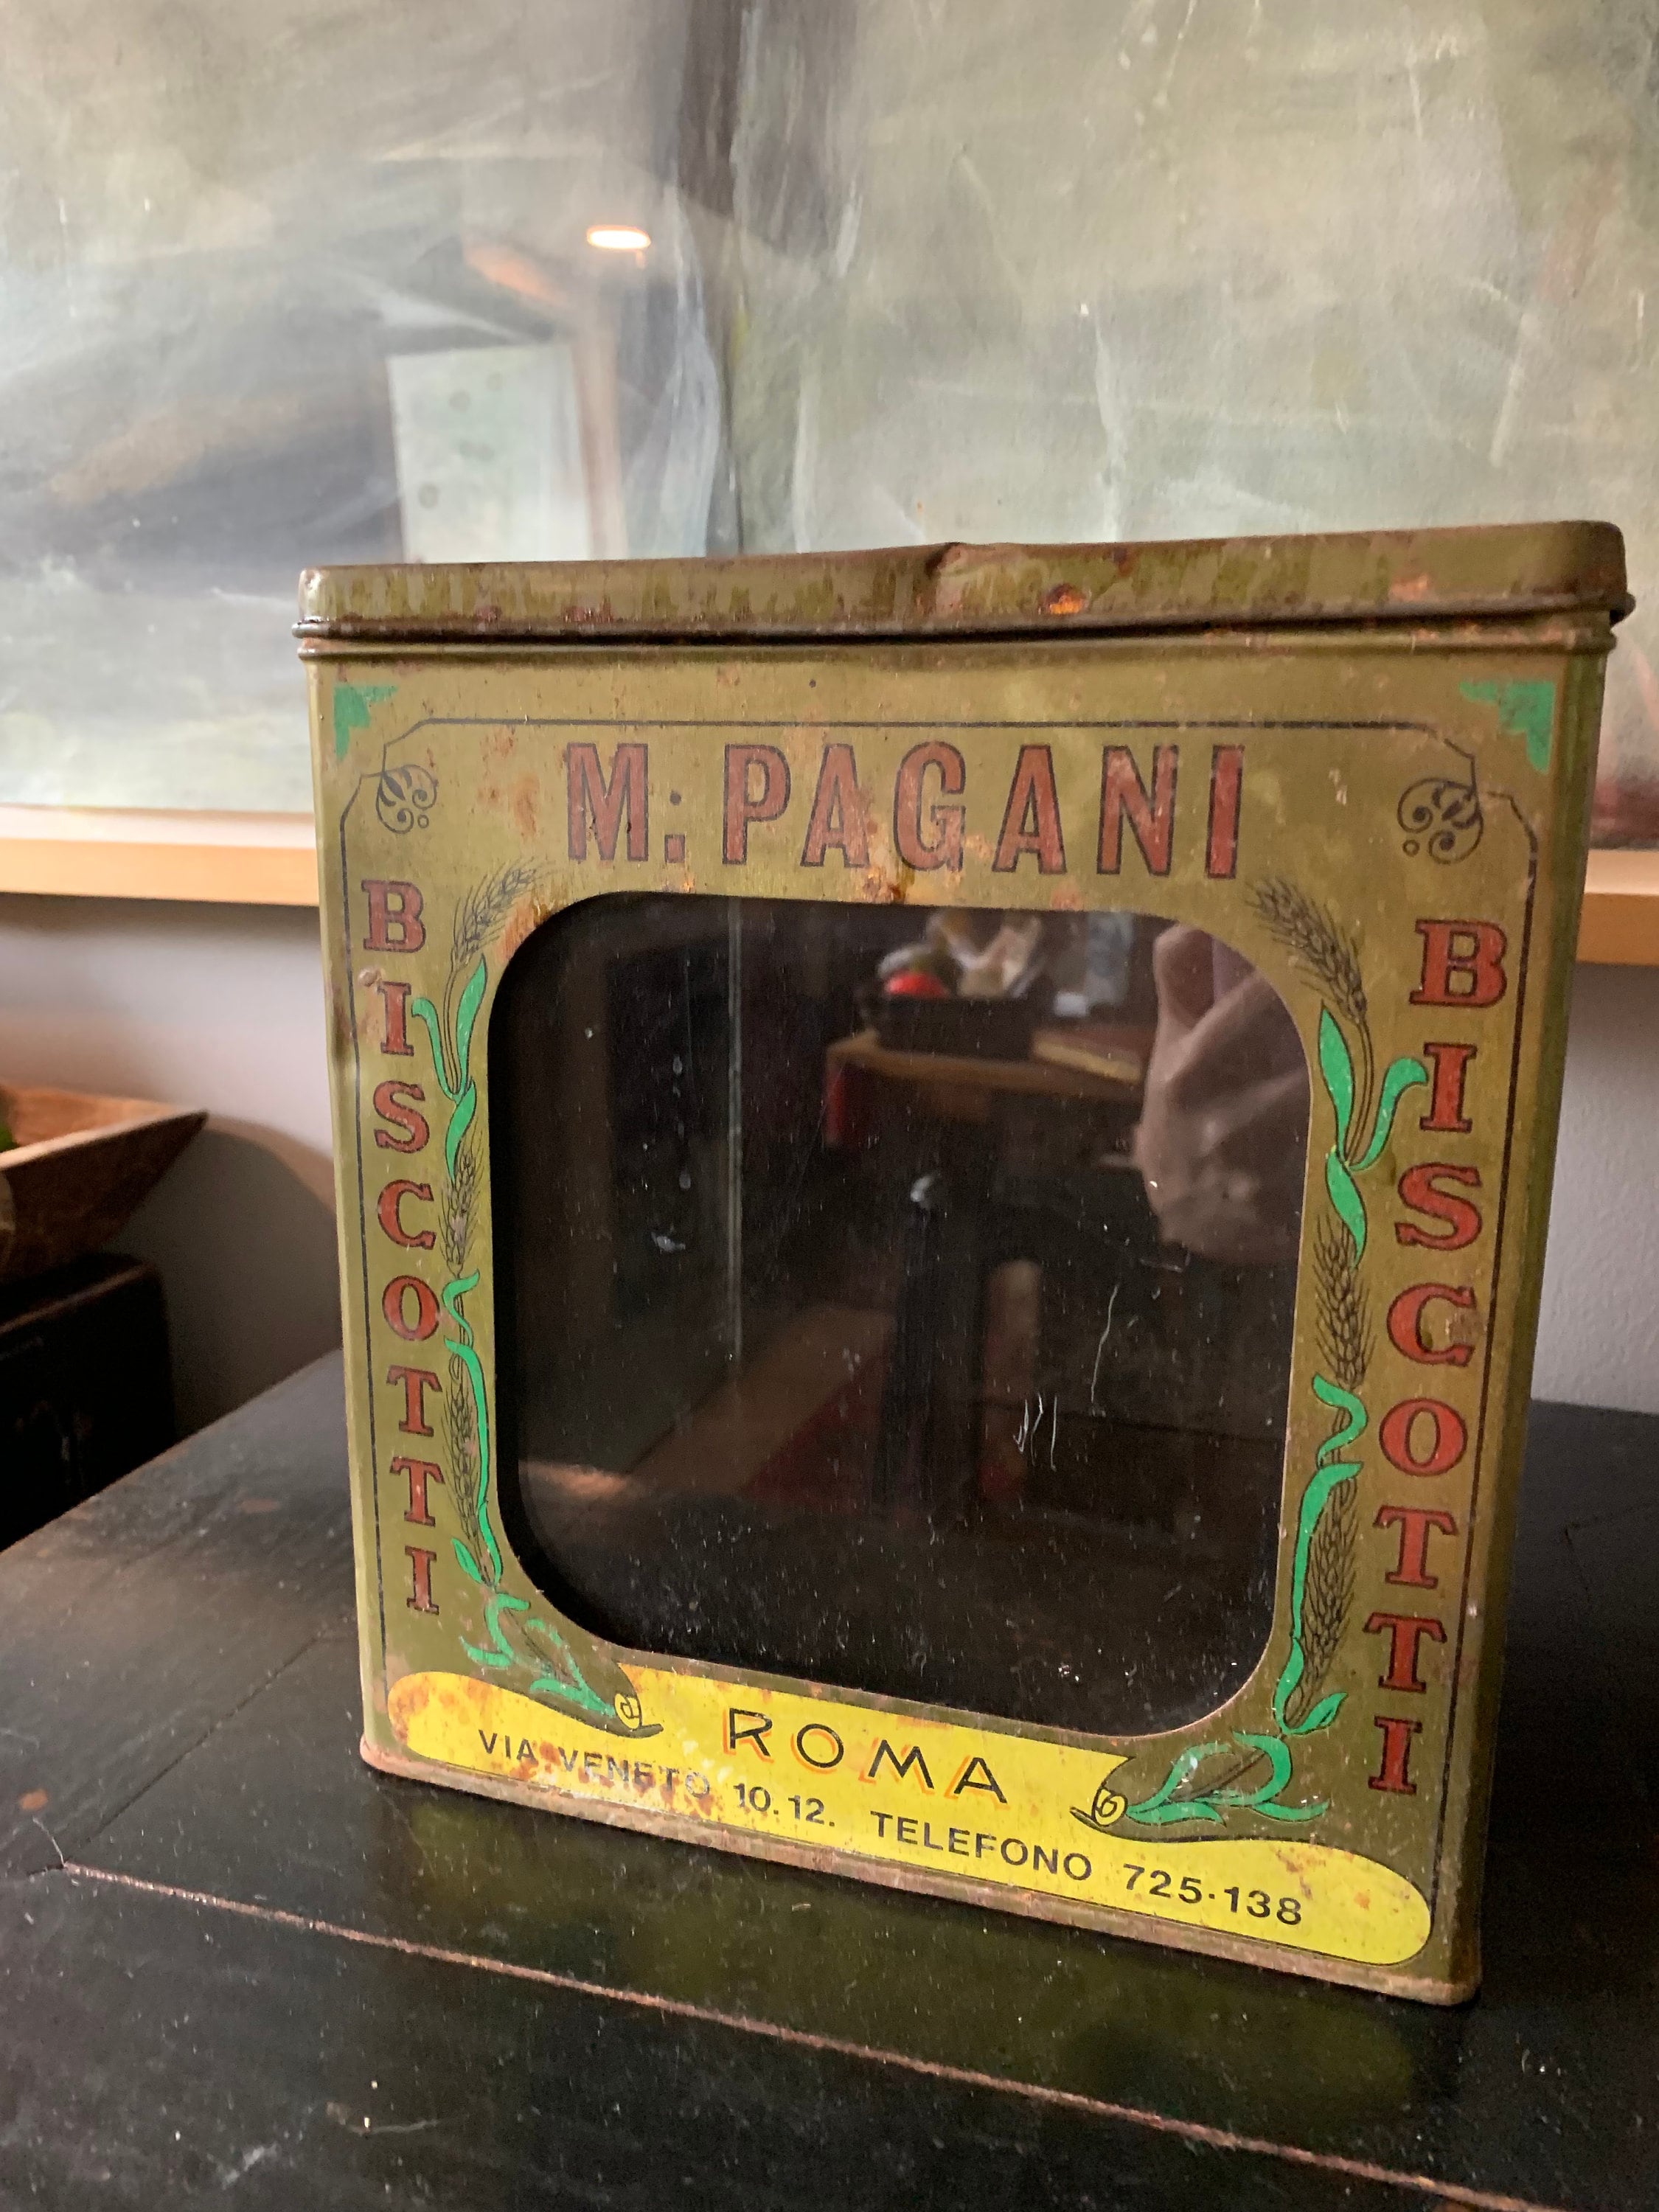 M. PAGANI
BISCOTTI
BISCOTTI
ROMA
VIA VENETO 10.12. TELEFONO 725·138